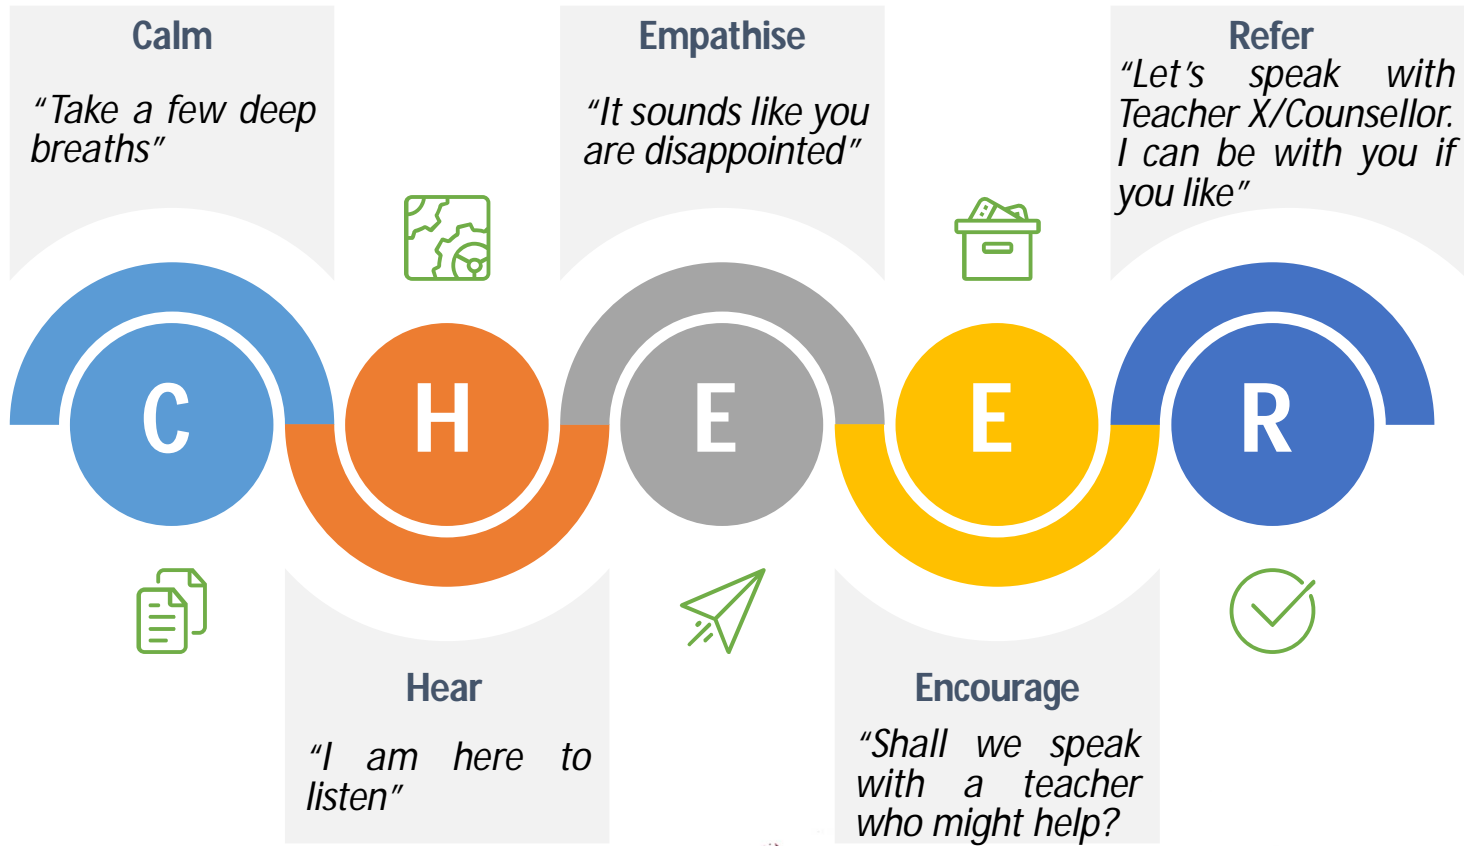 Calm
“Take a few deep
breaths”
Empathise
“It sounds like you
are disappointed”
Refer
“Let’s speak with
Teacher X/Counsellor.
I can be with you if
you like”
C
H
E
E
R
Hear
“I am here to
listen”
Encourage
“Shall we speak
with a teacher
who might help?